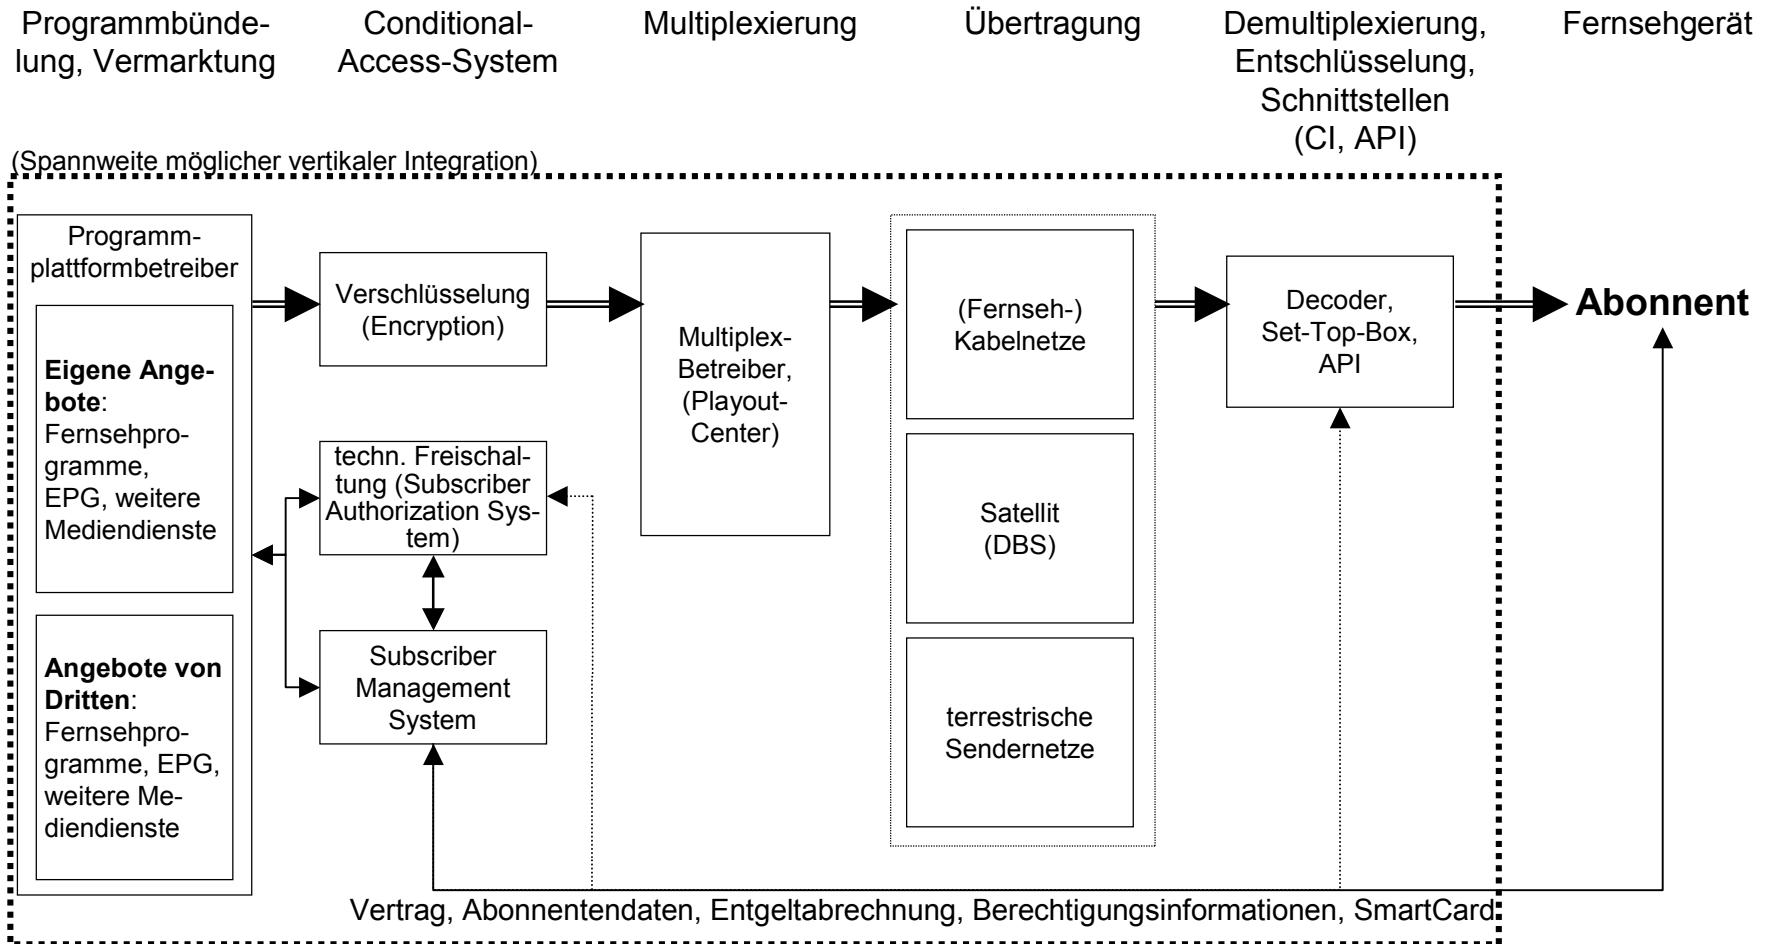 Programmbünde-
lung, Vermarktung
Conditional-
Access-System
Multiplexierung
Übertragung
Demultiplexierung,
Entschlüsselung,
Schnittstellen
(CI, API)
Fernsehgerät
(Spannweite möglicher vertikaler Integration)
Programm-
plattformbetreiber
Eigene Ange-
bote:
Fernsehpro-
gramme,
EPG, weitere
Mediendienste
Angebote von
Dritten:
Fernsehpro-
gramme, EPG,
weitere Me-
diendienste
Verschlüsselung
(Encryption)
techn. Freischal-
tung (Subscriber
Authorization Sys-
tem)
Subscriber
Management
System
Multiplex-
Betreiber,
(Playout-
Center)
(Fernseh-)
Kabelnetze
Satellit
(DBS)
terrestrische
Sendernetze
Decoder,
Set-Top-Box,
API
Abonnent
Vertrag, Abonnentendaten, Entgeltabrechnung, Berechtigungsinformationen, SmartCard